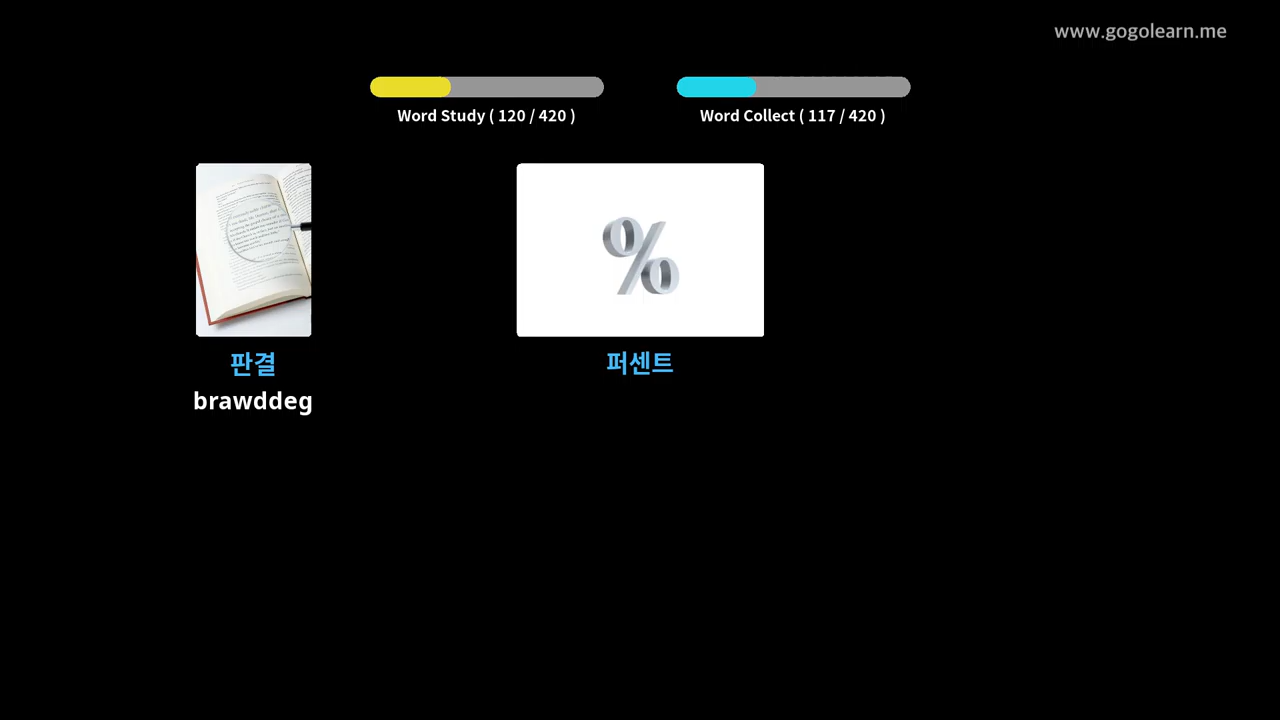 www.gogolearn.me
Word Study ( 120 / 420 )
Word Collect ( 117 / 420 )
%
판결
퍼센트
brawddeg